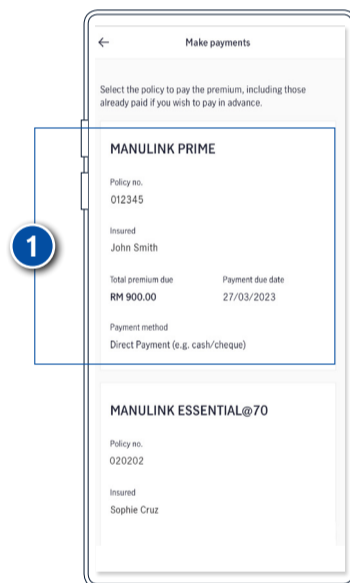 Make payments
Select the policy to pay the premium, including those
already paid if you wish to pay in advance.
MANULINK PRIME
Policy no.
012345
Insured
John Smith
Total premium due Payment due date
RM 900.00 27/03/2023
Payment method
Direct Payment (e.g. cash/cheque)
1
MANULINK ESSENTIAL@70
Policy no.
020202
Insured
Sophie Cruz